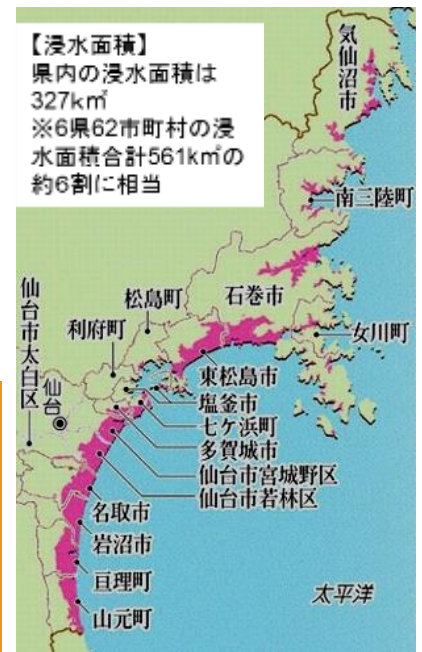 【浸水面積】
県内の浸水面積は
327k㎡
※6県62市町村の浸
水面積合計561k㎡の
約6割に相当
気仙沼市
南三陸町
石巻市
松島町
利府町
女川町
仙台市太白区
仙台
東松島市
塩釜市
七ケ浜町
多賀城市
仙台市宮城野区
仙台市若林区
名取市
岩沼市
亘理町
山元町
太平洋